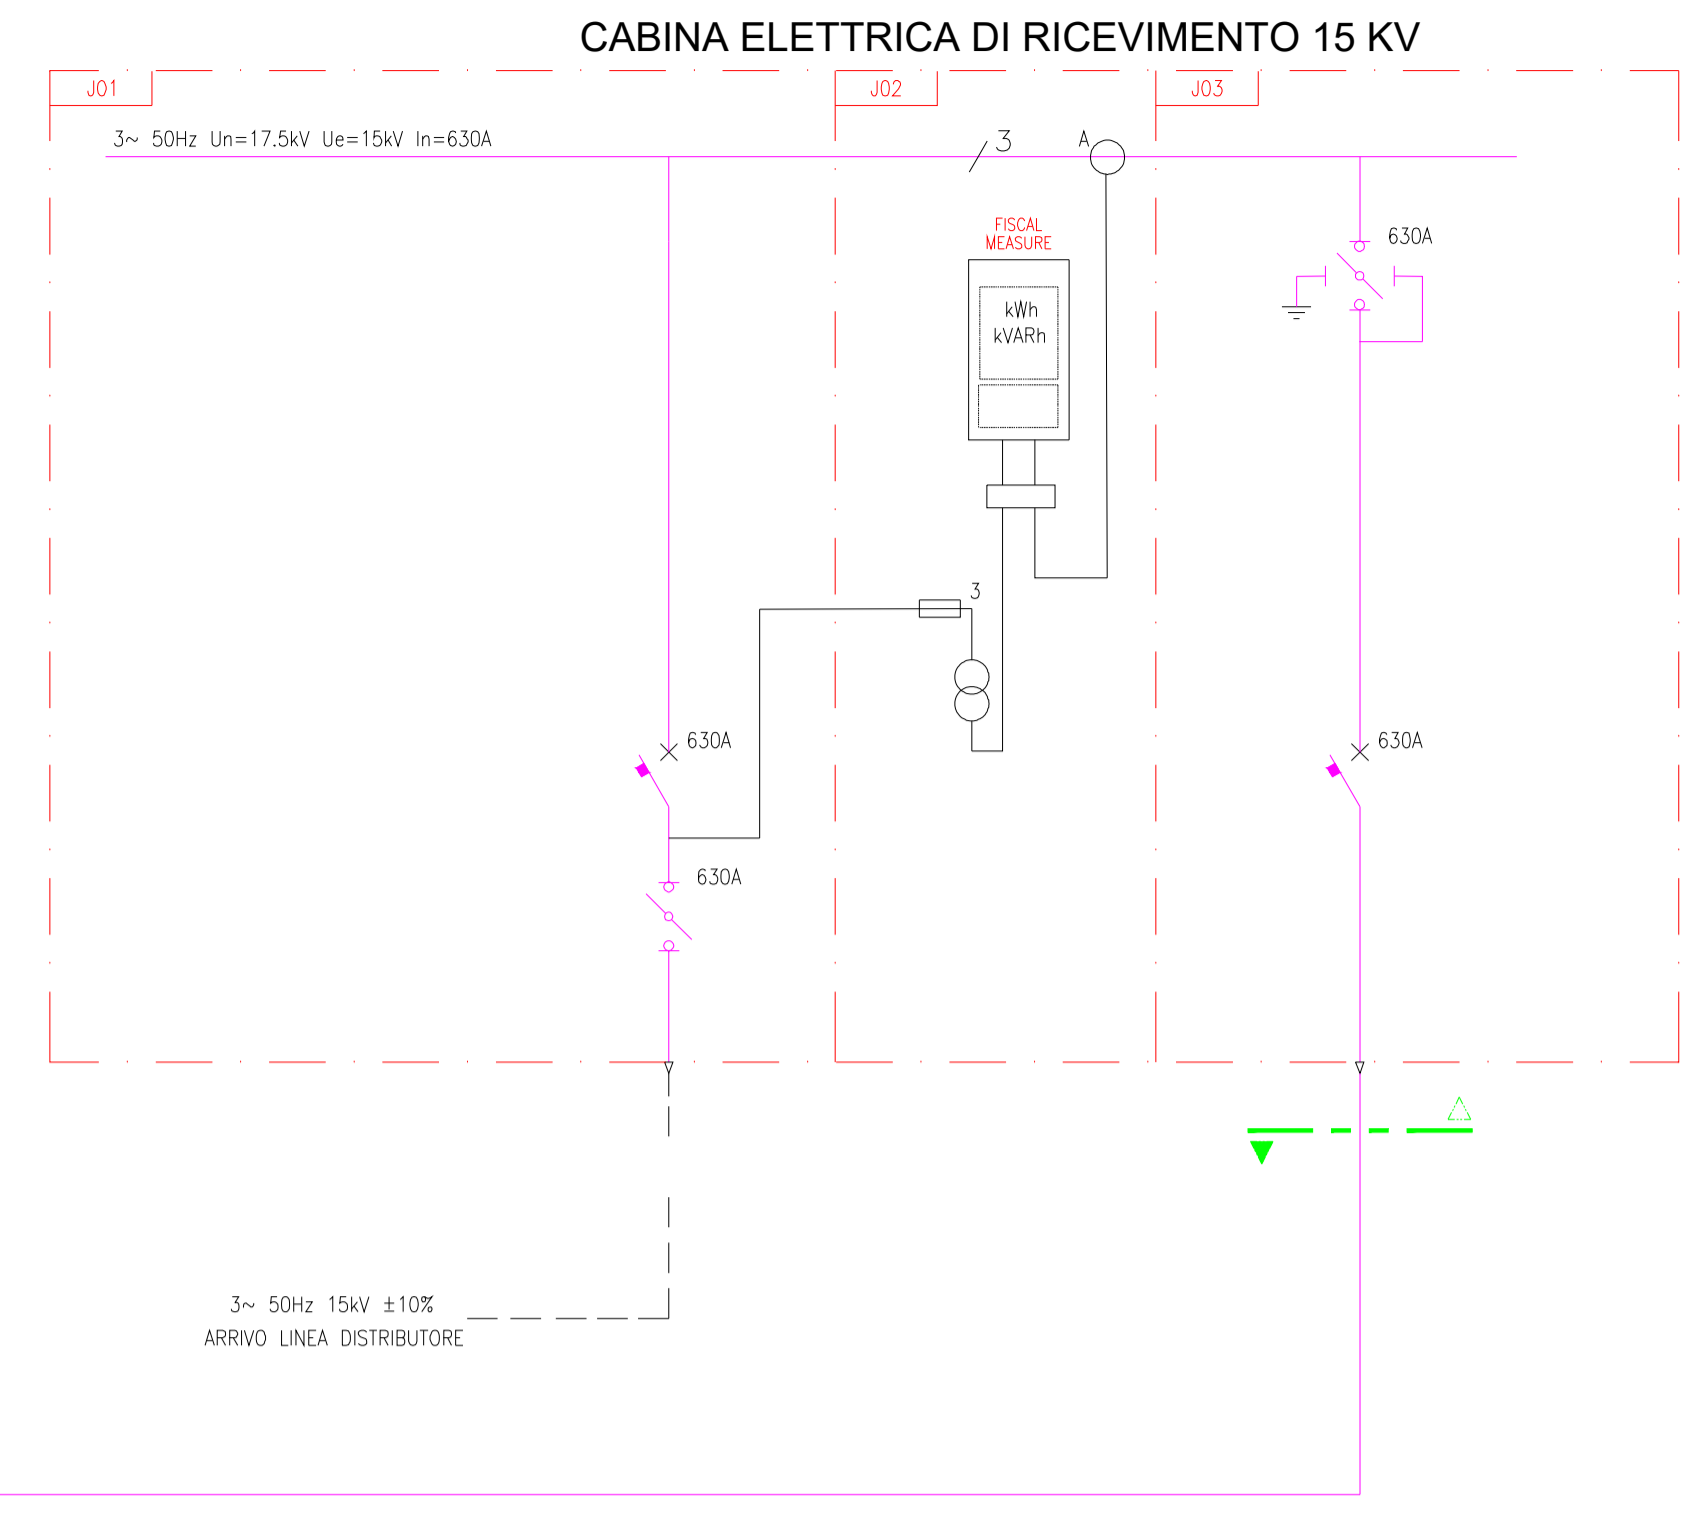 CABINA ELETTRICA DI RICEVIMENTO 15 KV
J01
J02
J03
3~ 50Hz Un=17.5kV Ue=15kV In=630A
3
A
FISCAL
MEASURE
630A
kWh
kVARh
3
630A
630A
630A
3~ 50Hz 15kV ±10%
ARRIVO LINEA DISTRIBUTORE